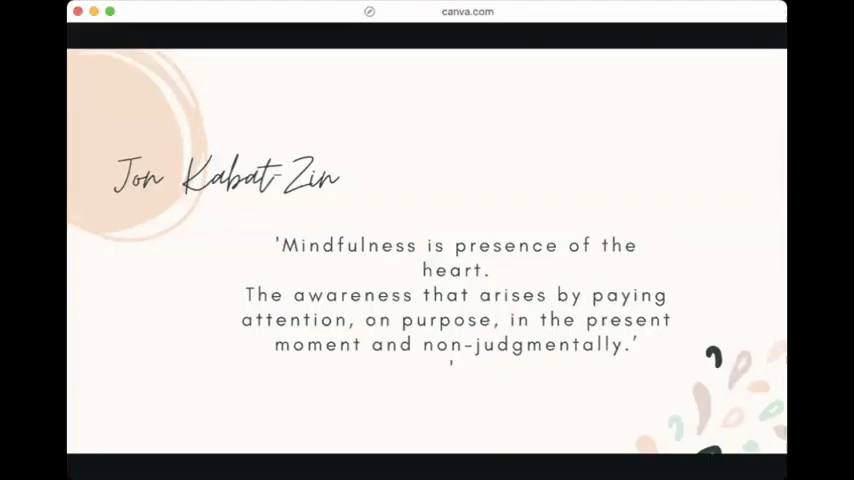 canva.com
Jon Kabat-Zin
'Mindfulness is presence of the
heart.
The awareness that arises by paying
attention, on purpose, in the present
moment and non-judgmentally.’
'